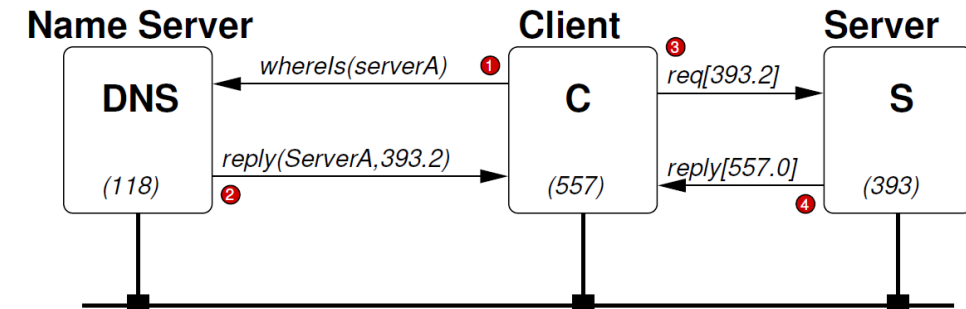 Name Server
Client
Server
whereIs(serverA)
1
3
req[393.2]
DNS
C
S
reply(ServerA,393.2)
2
reply[557.0]
4
(118)
(557)
(393)